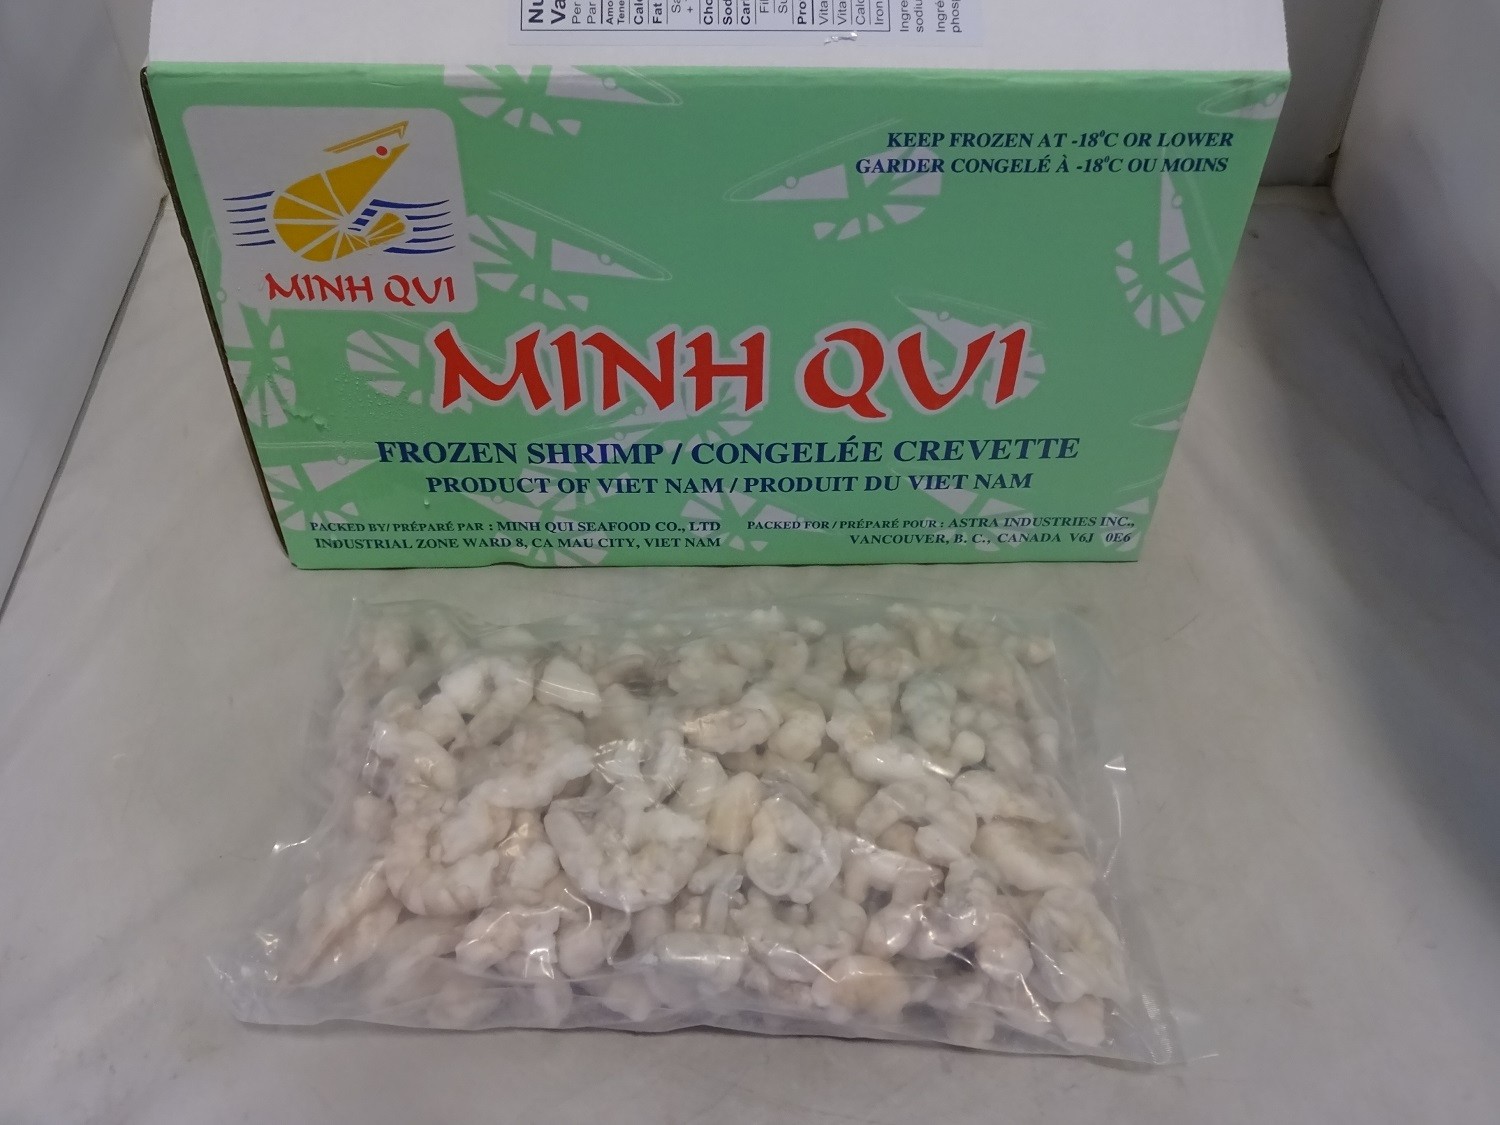 KEEP FROZEN AT -18°C OR LOWER
GARDER CONGELÉ À -18°C OU MOINS
MINH QUI
MINH QUI
FROZEN SHRIMP / CONGELÉE CREVETTE
PRODUCT OF VIET NAM / PRODUIT DU VIET NAM
PACKED BY/ PRÉPARÉ PAR : MINH QUI SEAFOOD CO., LTD
INDUSTRIAL ZONE WARD 8, CA MAU CITY, VIET NAM
PACKED FOR / PRÉPARÉ POUR : ASTRA INDUSTRIES INC.,
VANCOUVER, B. C., CANADA V6J 0E6